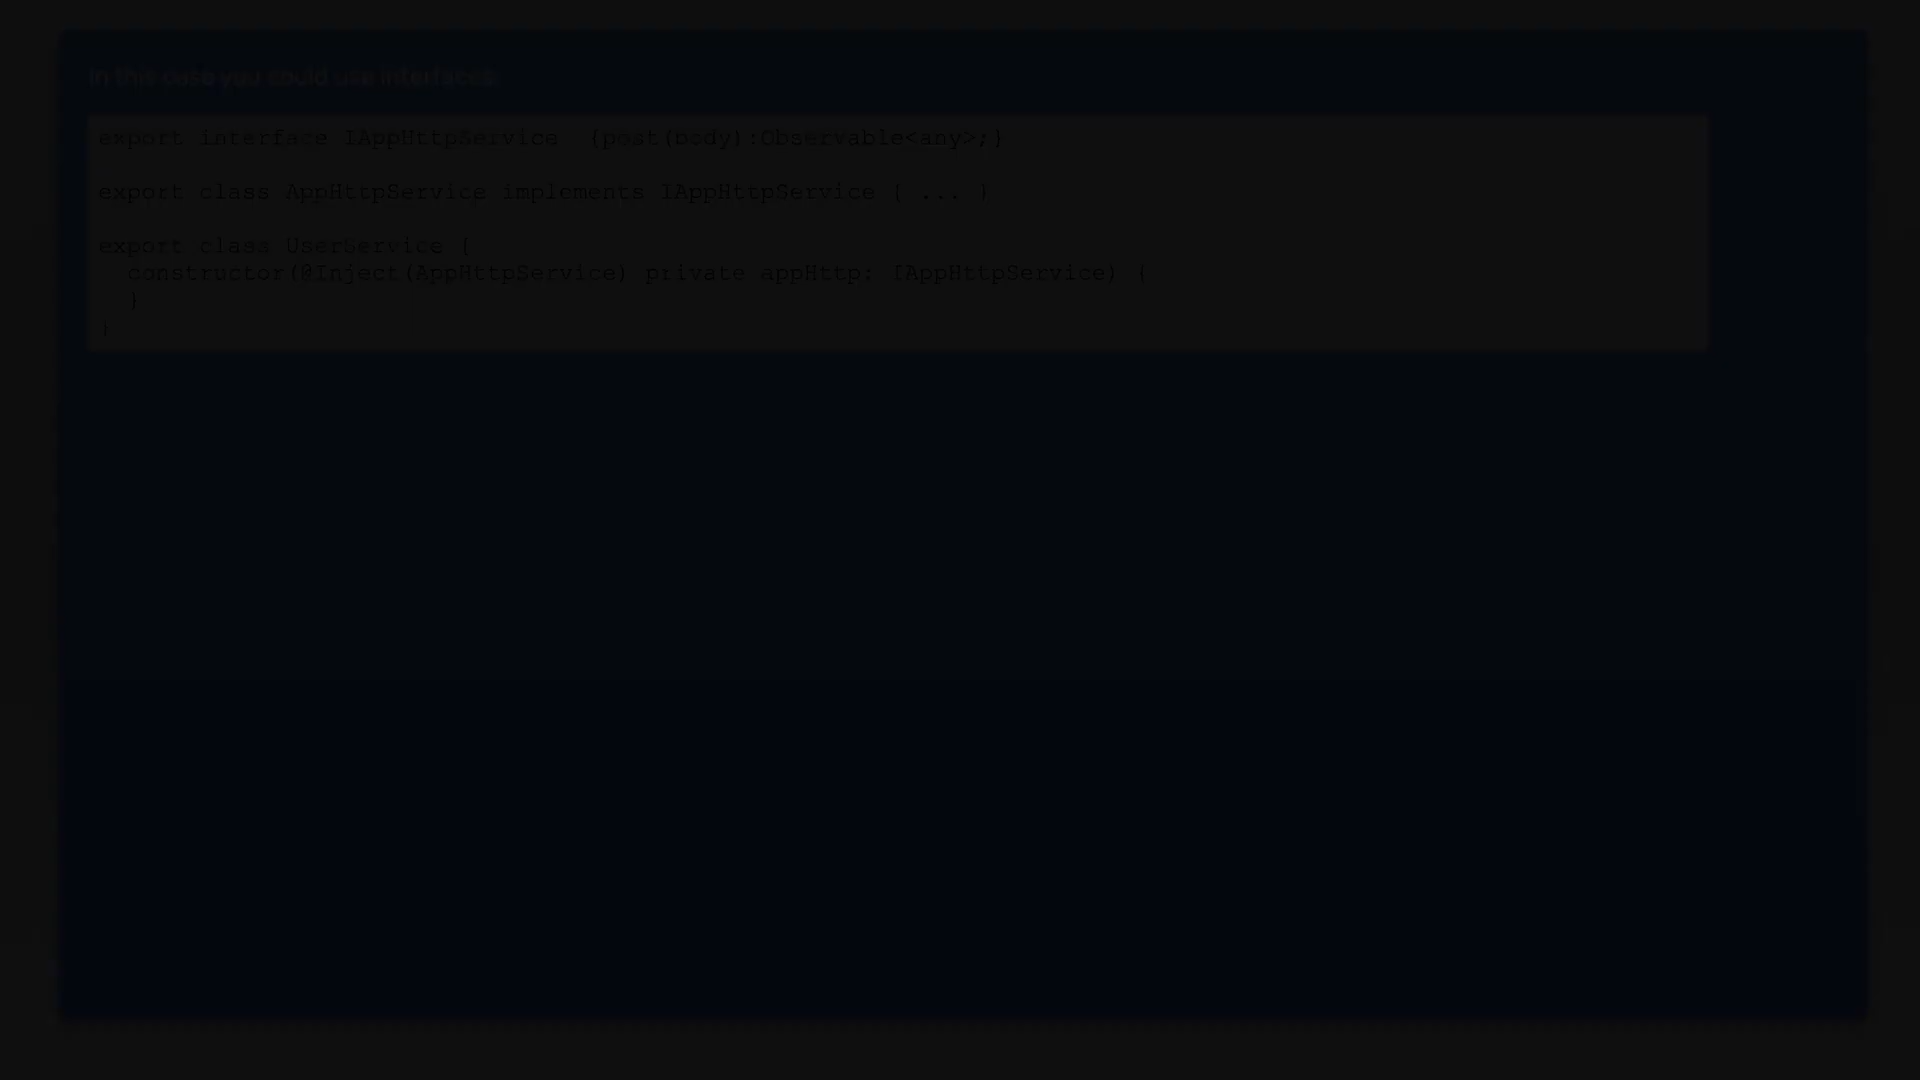 In this case you could use interfaces:
export interface IAppHttpService  {post(body):Observable<any>;}
export class AppHttpService implements IAppHttpService { ... }
export class UserService {
  constructor(@Inject(AppHttpService) private appHttp: IAppHttpService) {
  }
}